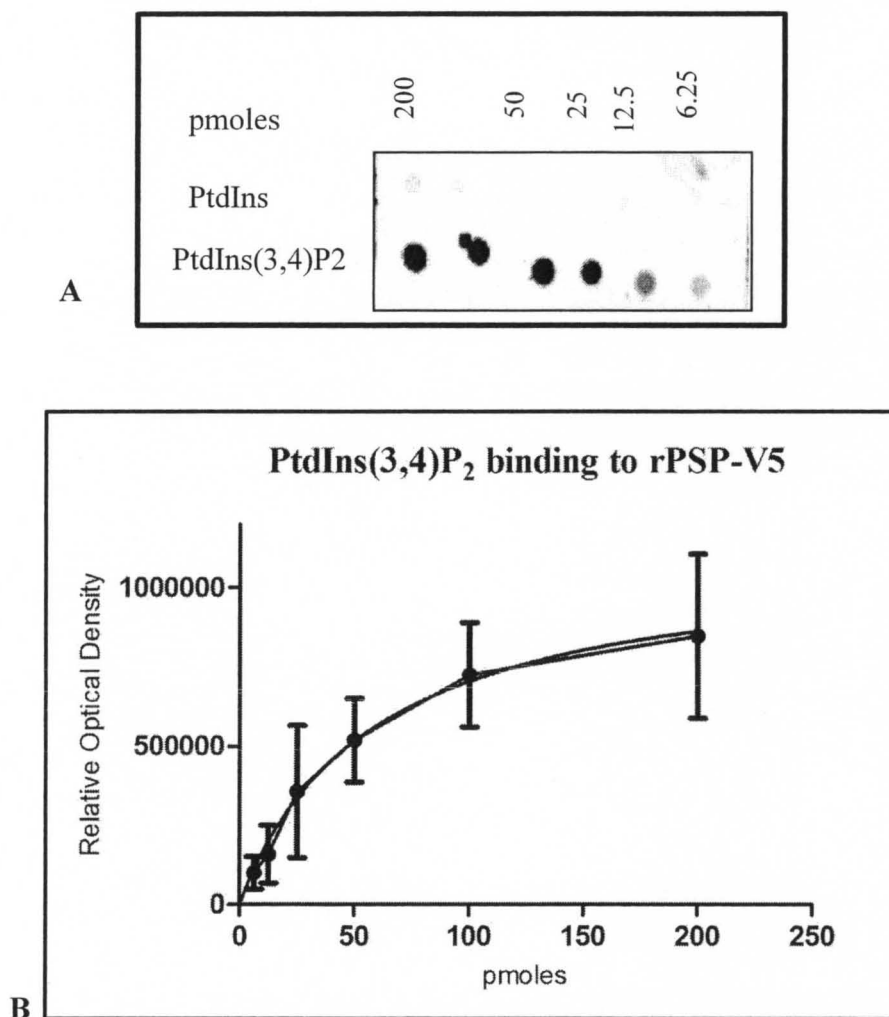 pmoles 200 50 25 12.5 6.25
PtdIns
PtdIns(3,4)P2
A
PtdIns(3,4)P₂ binding to rPSP-V5
Relative Optical Density
1000000
500000
0
0 50 100 150 200 250
pmoles
B